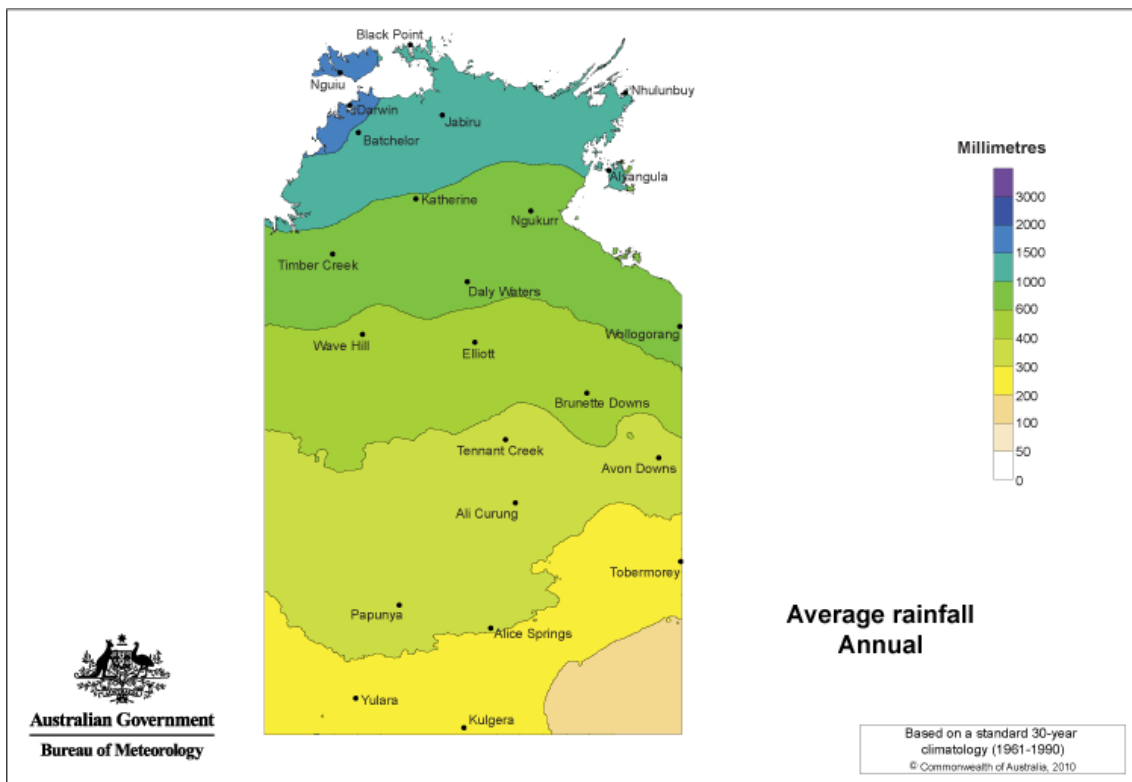 Black Point
Nguiu
Nhulunbuy
Darwin
Jabiru
Batchelor
Alyangula
Katherine
Ngukurr
Timber Creek
Daly Waters
Wollogorang
Wave Hill
Elliott
Brunette Downs
Tennant Creek
Avon Downs
Ali Curung
Tobermorey
Papunya
Alice Springs
Yulara
Kulgera
Millimetres
3000
2000
1500
1000
600
400
300
200
100
50
0
Average rainfall
Annual
Australian Government
Bureau of Meteorology
Based on a standard 30-year
climatology (1961-1990)
© Commonwealth of Australia, 2010